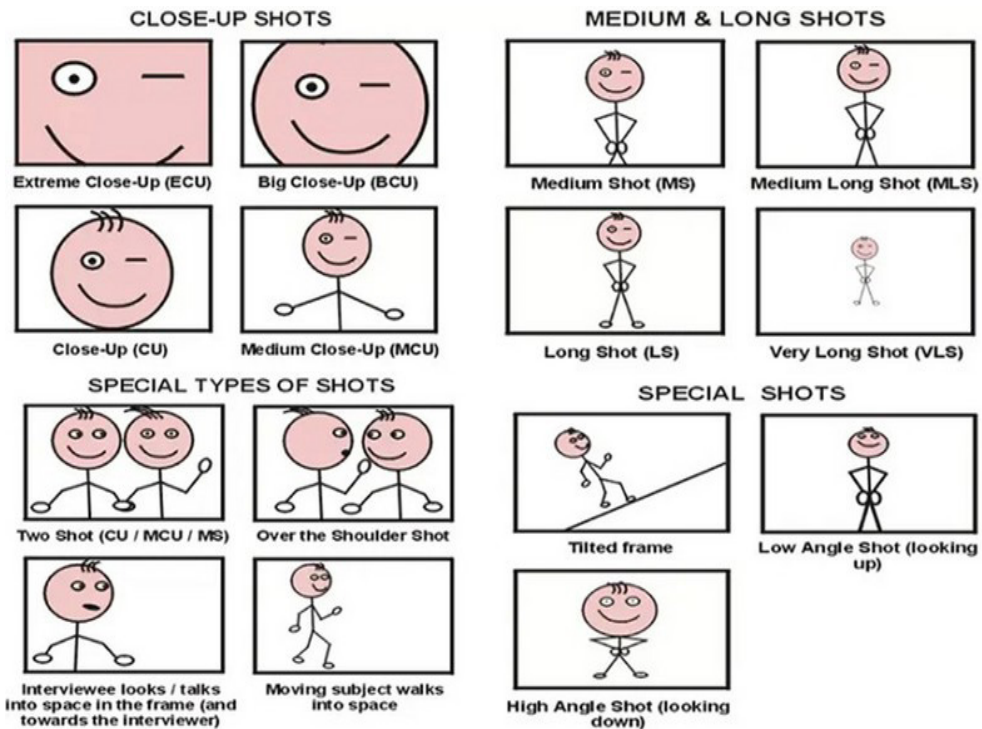 CLOSE-UP SHOTS
Extreme Close-Up (ECU)
Big Close-Up (BCU)
Close-Up (CU)
Medium Close-Up (MCU)
MEDIUM & LONG SHOTS
Medium Shot (MS)
Medium Long Shot (MLS)
Long Shot (LS)
Very Long Shot (VLS)
SPECIAL TYPES OF SHOTS
Two Shot (CU / MCU / MS)
Over the Shoulder Shot
Interviewee looks / talks
into space in the frame (and
towards the interviewer)
Moving subject walks
into space
SPECIAL SHOTS
Tilted frame
Low Angle Shot (looking
up)
High Angle Shot (looking
down)